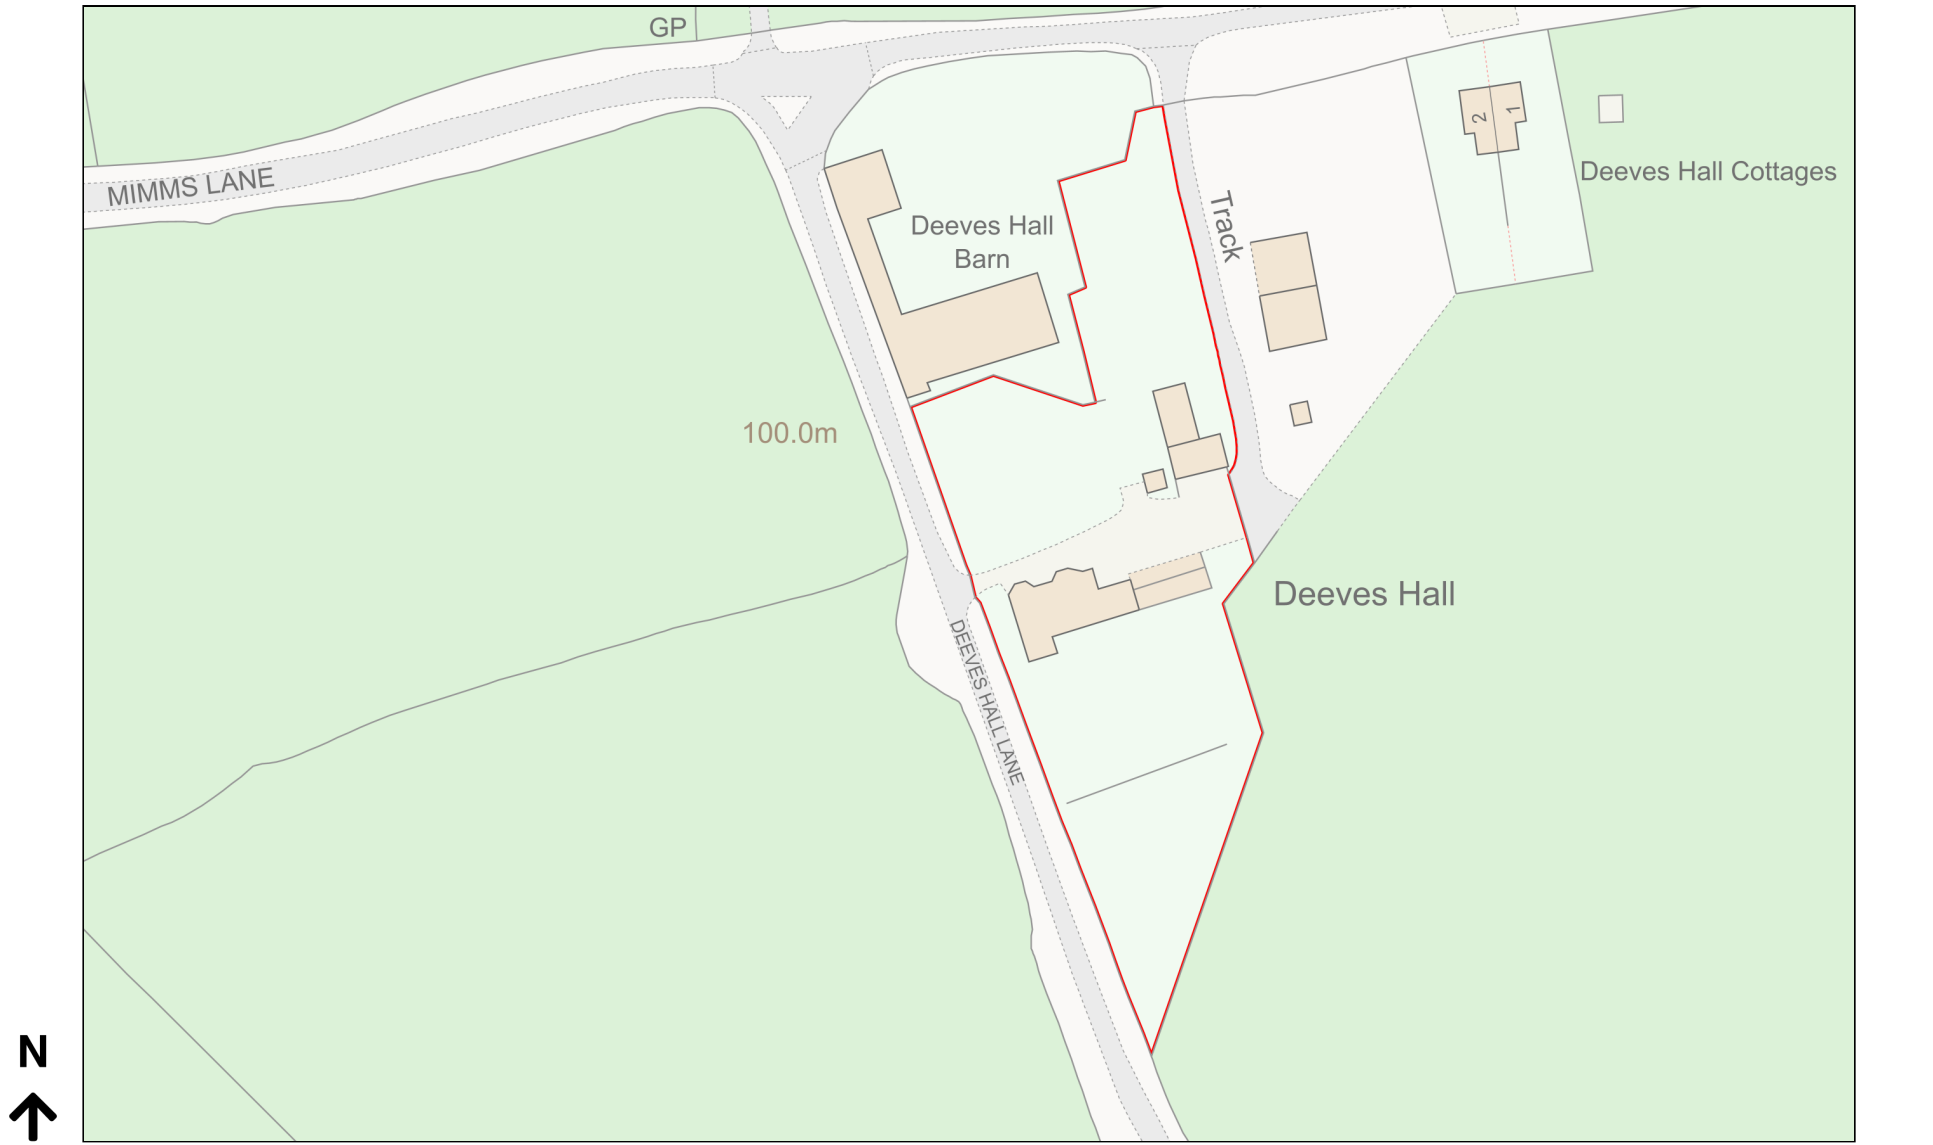 GP
MIMMS LANE
Deeves Hall
Barn
Track
2
1
Deeves Hall Cottages
100.0m
Deeves Hall
DEEVES HALL LANE
N